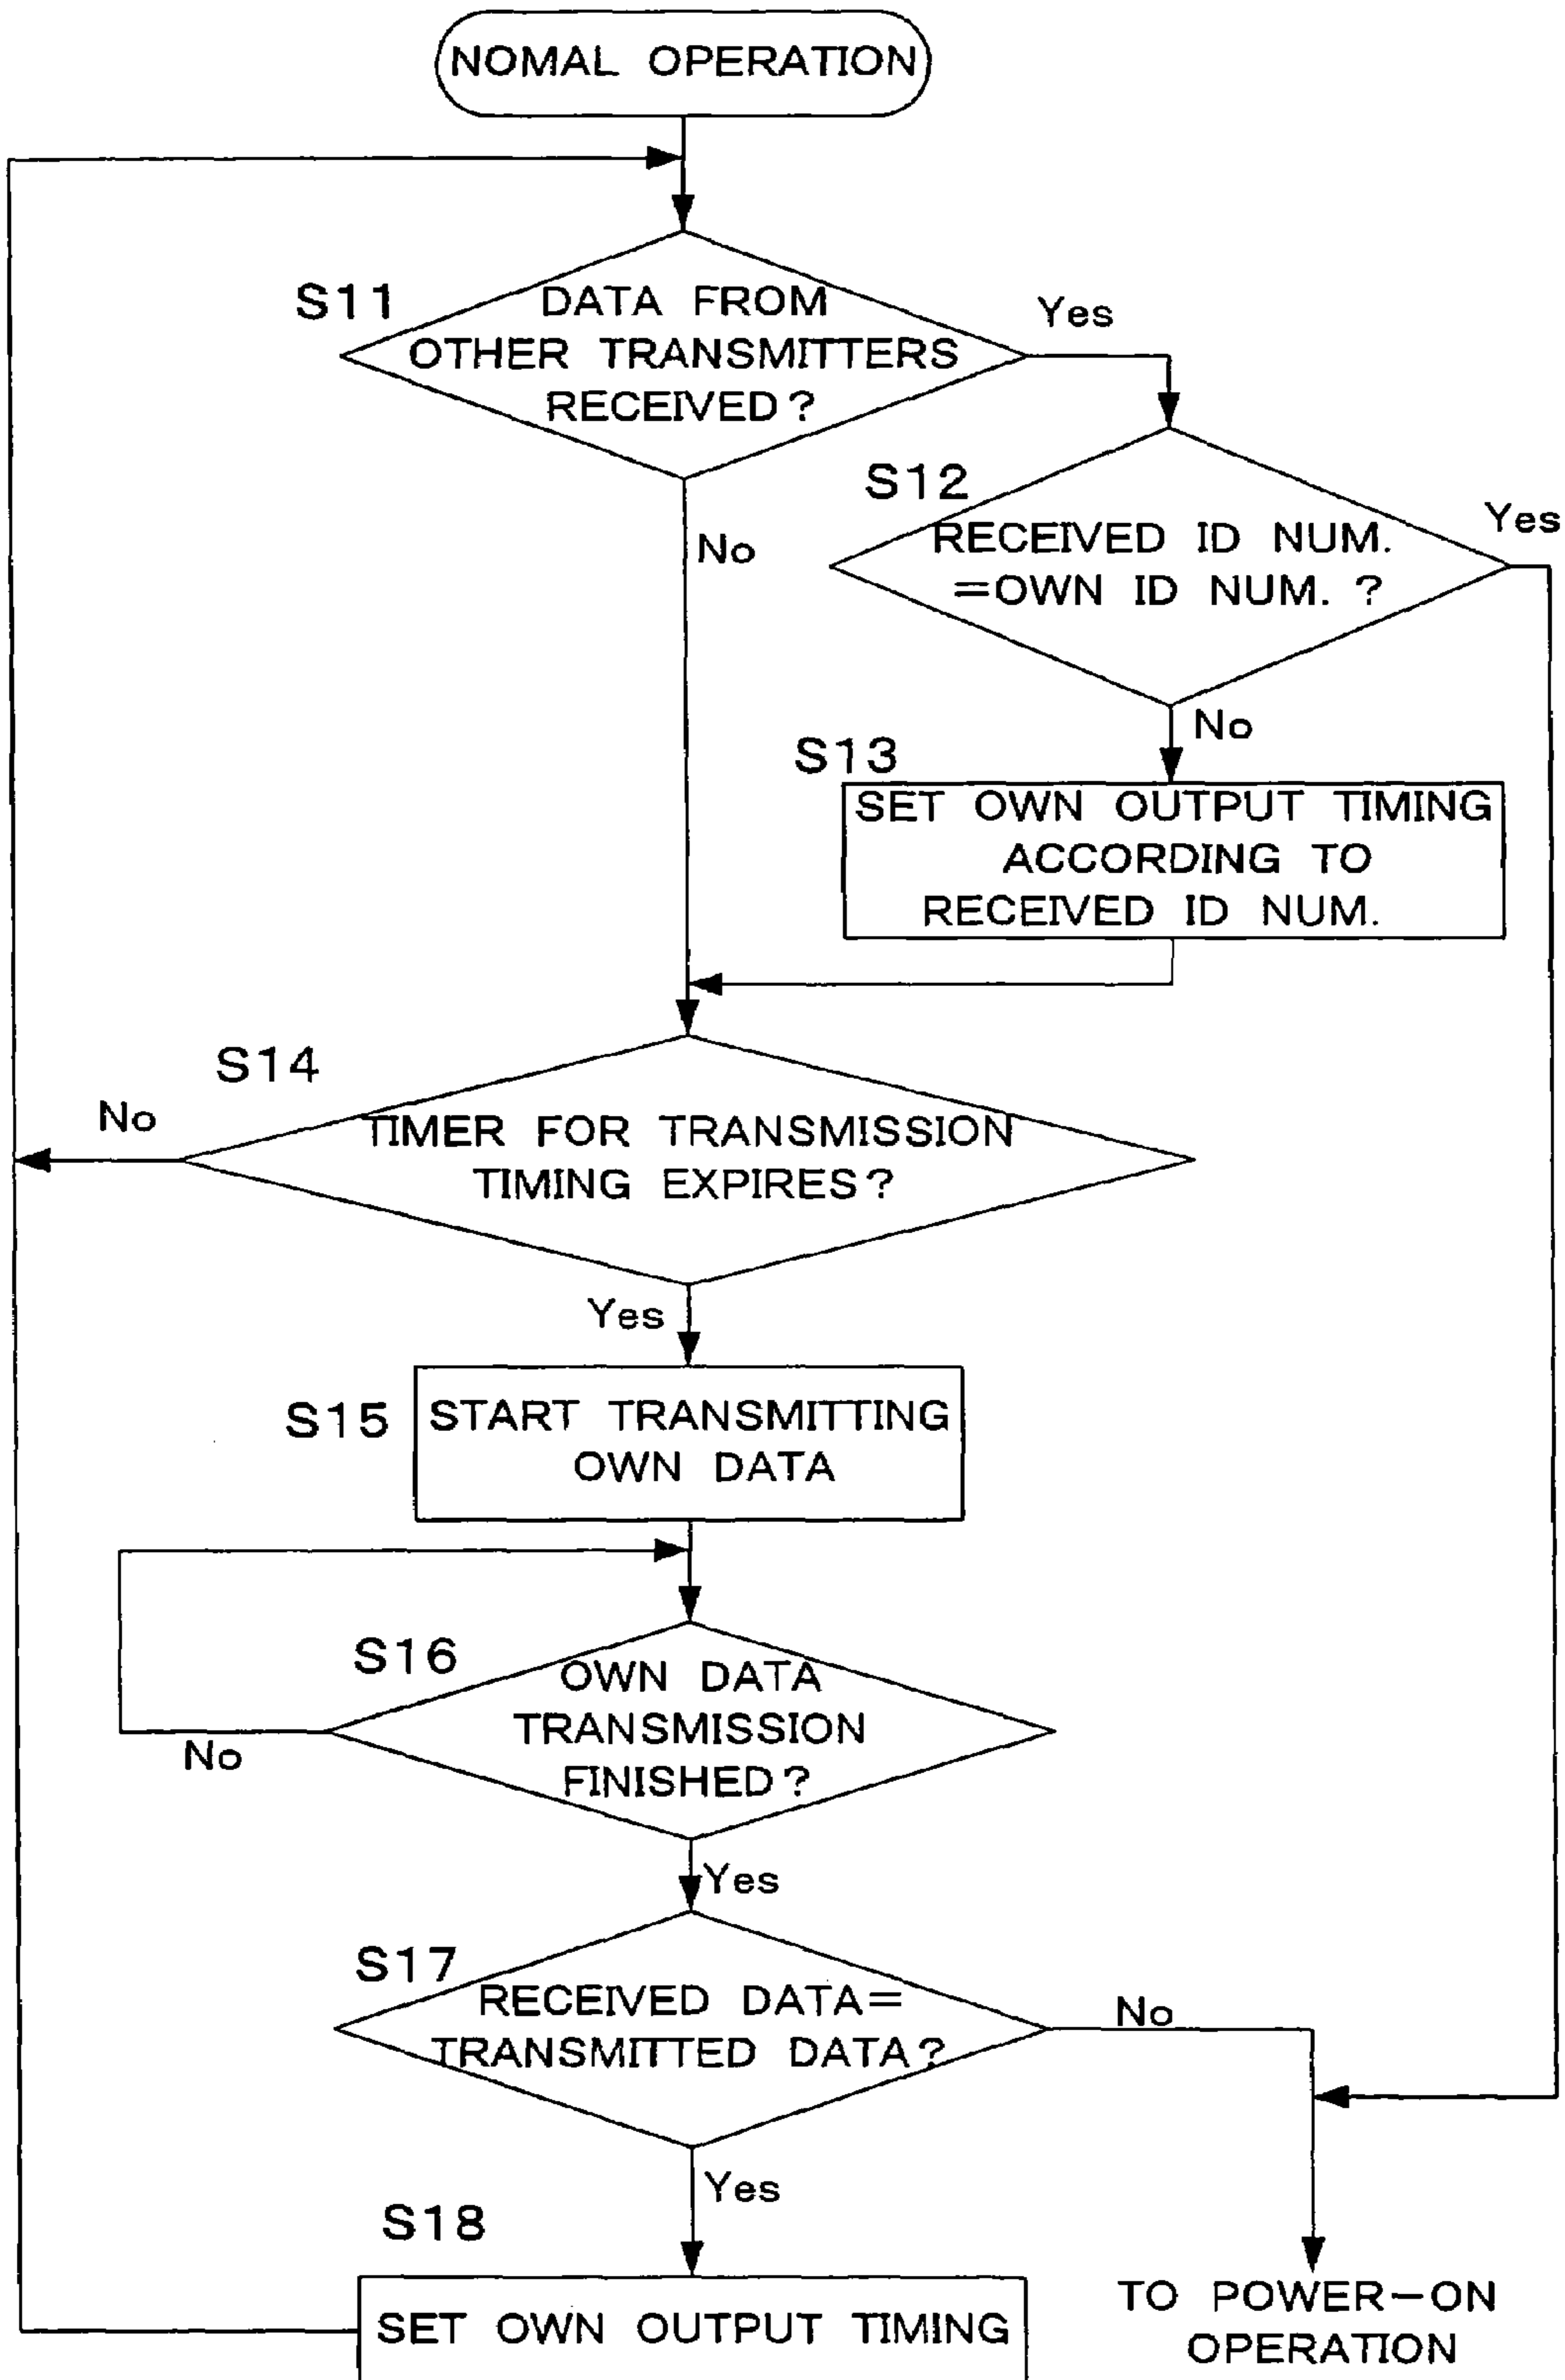 NOMAL OPERATION
S11
DATA FROM
OTHER TRANSMITTERS
RECEIVED?
Yes
No
S12
RECEIVED ID NUM.
=OWN ID NUM. ?
Yes
No
S13
SET OWN OUTPUT TIMING
ACCORDING TO
RECEIVED ID NUM.
S14
No
TIMER FOR TRANSMISSION
TIMING EXPIRES?
Yes
S15
START TRANSMITTING
OWN DATA
S16
OWN DATA
TRANSMISSION
FINISHED?
No
Yes
S17
RECEIVED DATA=
TRANSMITTED DATA?
No
Yes
S18
SET OWN OUTPUT TIMING
TO POWER-ON
OPERATION